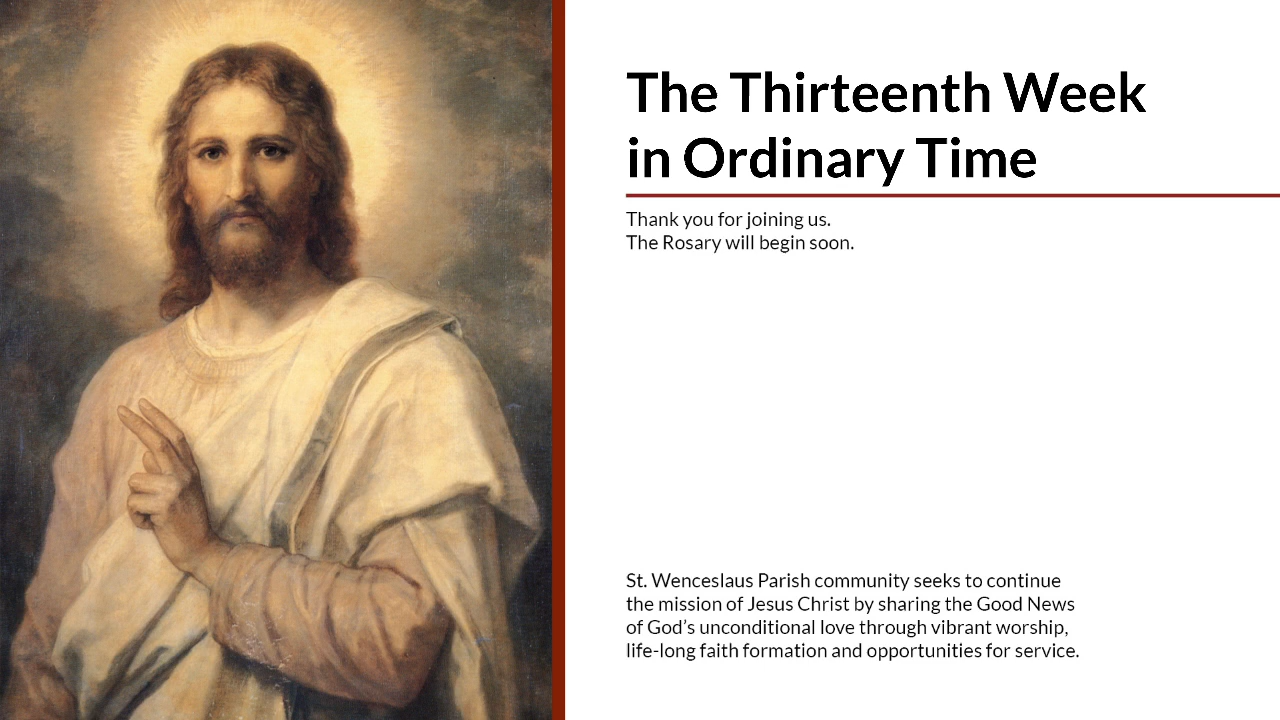 The Thirteenth Week
in Ordinary Time
Thank you for joining us.
The Rosary will begin soon.
St. Wenceslaus Parish community seeks to continue
the mission of Jesus Christ by sharing the Good News
of God’s unconditional love through vibrant worship,
life-long faith formation and opportunities for service.